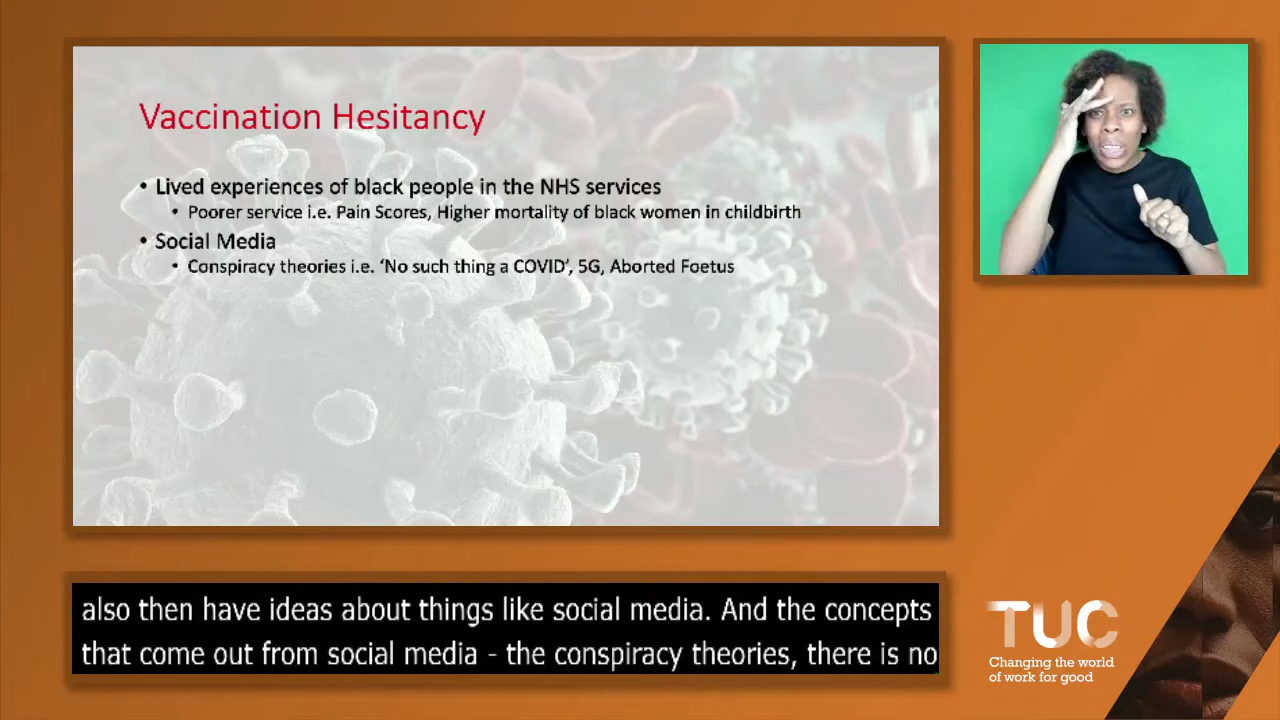 Vaccination Hesitancy
• Lived experiences of black people in the NHS services
• Poorer service i.e. Pain Scores, Higher mortality of black women in childbirth
• Social Media
• Conspiracy theories i.e. ‘No such thing a COVID’, 5G, Aborted Foetus
also then have ideas about things like social media. And the concepts
that come out from social media - the conspiracy theories, there is no
TUC
Changing the world
of work for good